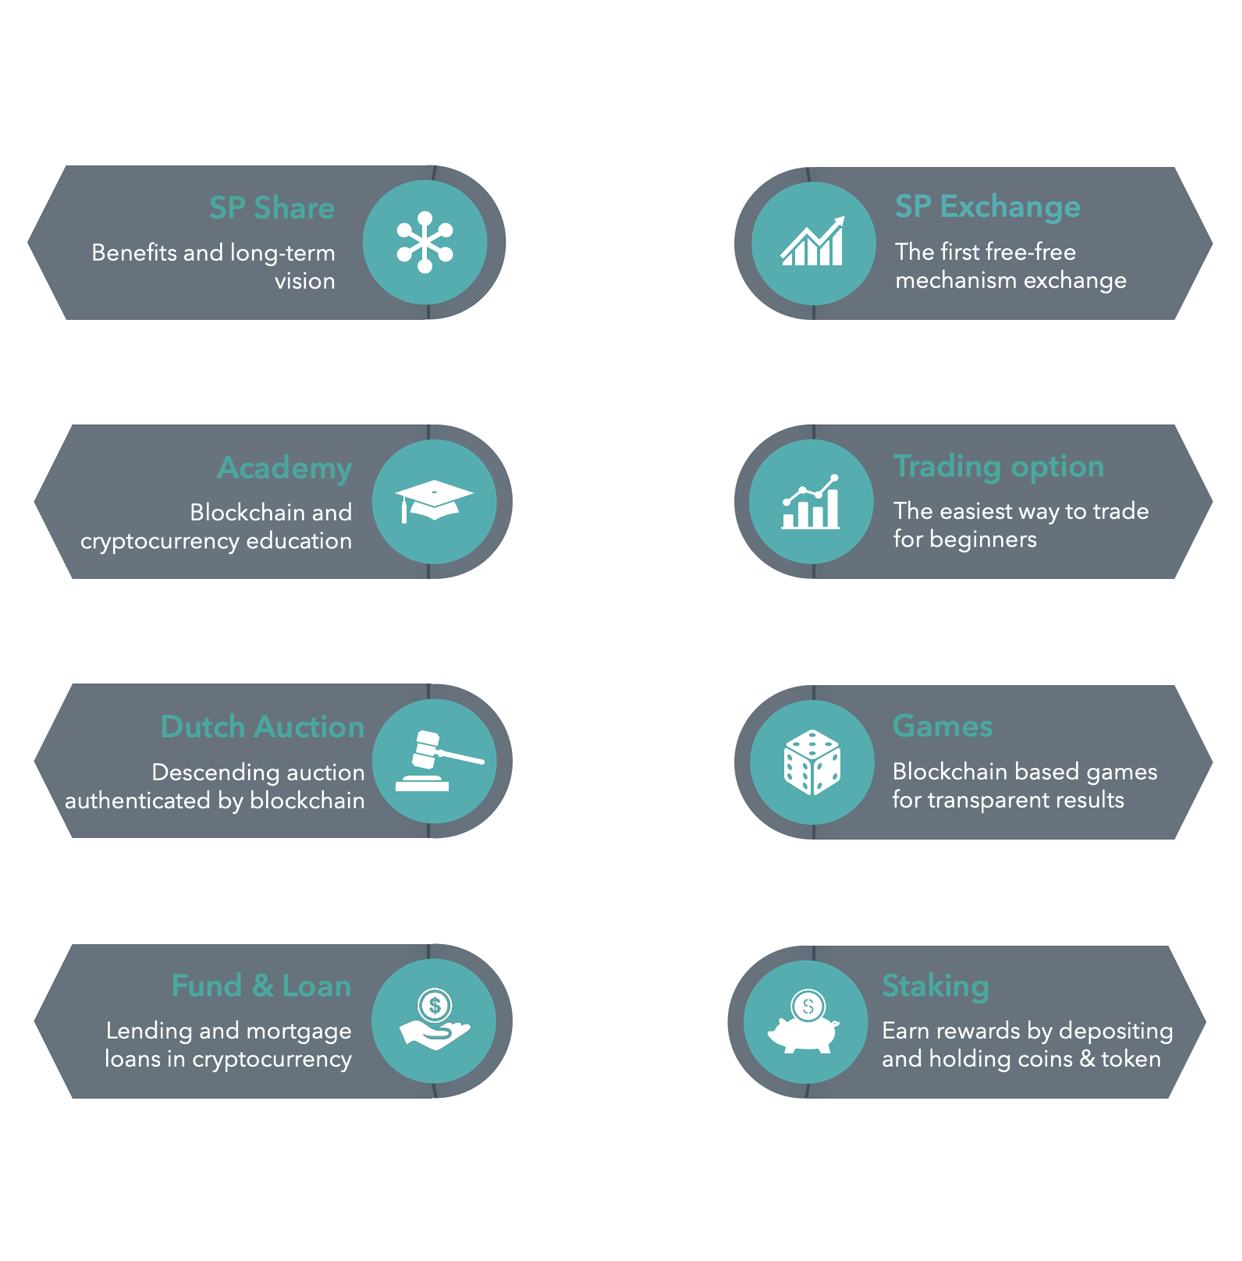 SP Share
Benefits and long-term
vision
SP Exchange
The first free-free
mechanism exchange
Academy
Blockchain and
cryptocurrency education
Trading option
The easiest way to trade
for beginners
Dutch Auction
Descending auction
authenticated by blockchain
Games
Blockchain based games
for transparent results
Fund & Loan
Lending and mortgage
loans in cryptocurrency
Staking
Earn rewards by depositing
and holding coins & token